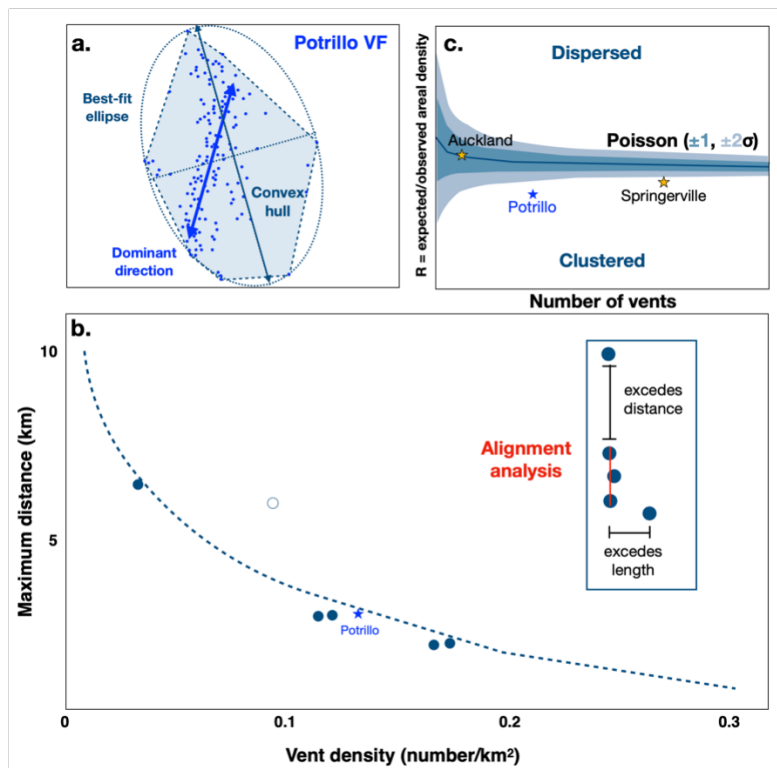 a.
Potrillo VF
Best-fit
ellipse
Convex
hull
Dominant
direction
c.
R = expected/observed areal density
Dispersed
Auckland
Poisson (±1, ±2σ)
Potrillo
Springerville
Clustered
Number of vents
b.
Maximum distance (km)
10
5
excedes
distance
Alignment
analysis
excedes
length
Potrillo
0
0.1
0.2
0.3
Vent density (number/km²)